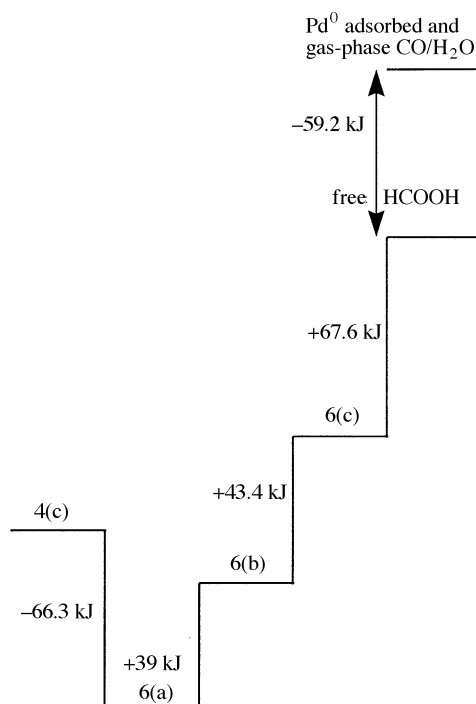 Pd⁰ adsorbed and
gas-phase CO/H₂O
–59.2 kJ
free HCOOH
+67.6 kJ
6(c)
+43.4 kJ
4(c)
6(b)
–66.3 kJ
+39 kJ
6(a)